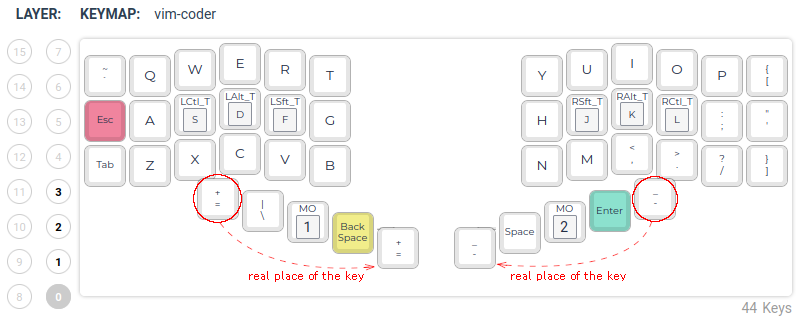 LAYER: KEYMAP: vim-coder
15 7
~ Q W E R T Y U I O P {
` [
14 6
Esc A LCtl_T S LAlt_T D LSft_T F G H RSft_T J RAlt_T K RCtl_T L : ; " '
13 5
Tab Z X C V B N M < , > . ? / } ]
12 4
11 3
+ = | \ MO 1 Back Space + = _ - Space MO 2 Enter _ -
10 2
9 1
real place of the key real place of the key
8 0
44 Keys